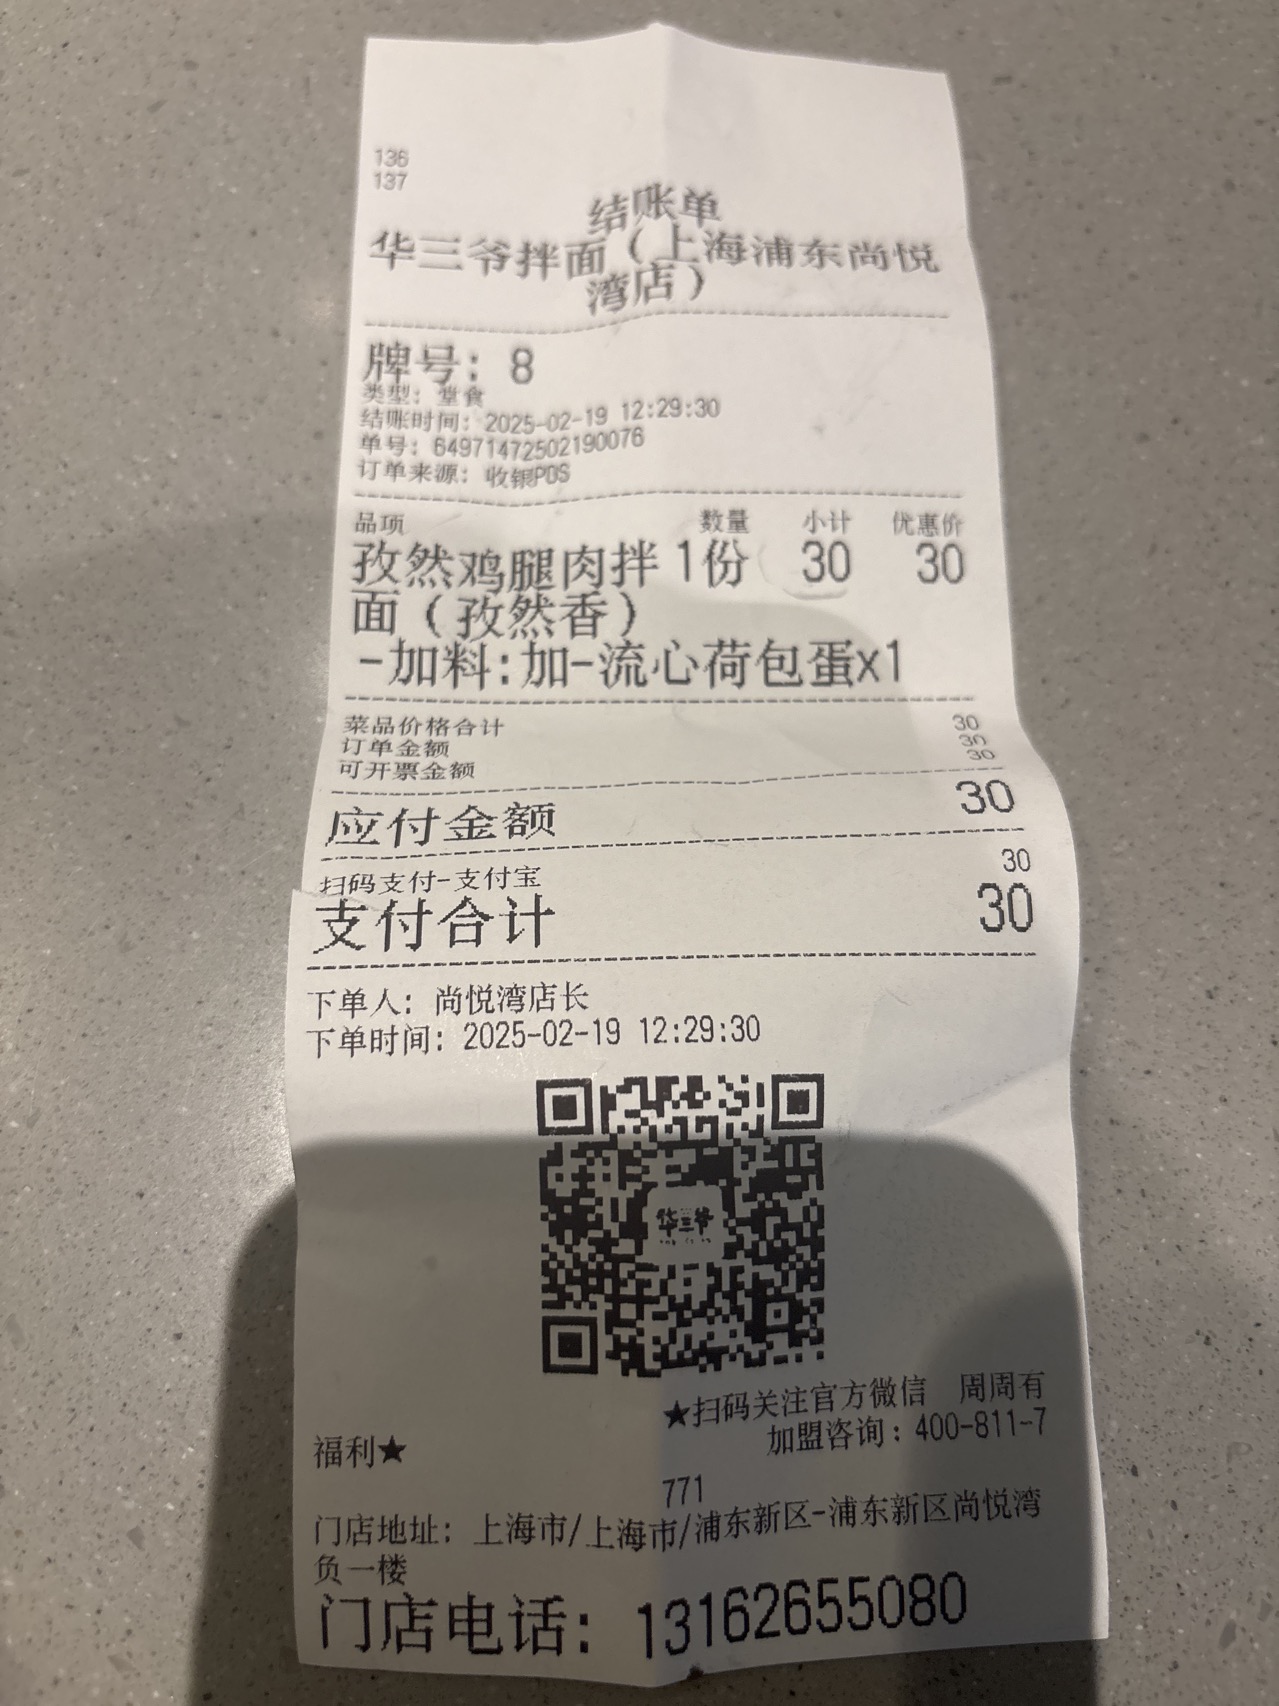 136
137
结账单
华三爷拌面（上海浦东尚悦
湾店）
牌号：8
类型：堂食
结账时间：2025-02-19 12:29:30
单号：64971472502190076
订单来源：收银POS
品项 数量 小计 优惠价
孜然鸡腿肉拌 1份 30 30
面（孜然香）
-加料:加-流心荷包蛋x1
菜品价格合计 30
订单金额 30
可开票金额 30
应付金额 30
扫码支付-支付宝 30
支付合计 30
下单人：尚悦湾店长
下单时间：2025-02-19 12:29:30
华三爷
★扫码关注官方微信 周周有
福利★ 加盟咨询：400-811-7
771
门店地址：上海市/上海市/浦东新区-浦东新区尚悦湾
负一楼
门店电话：13162655080